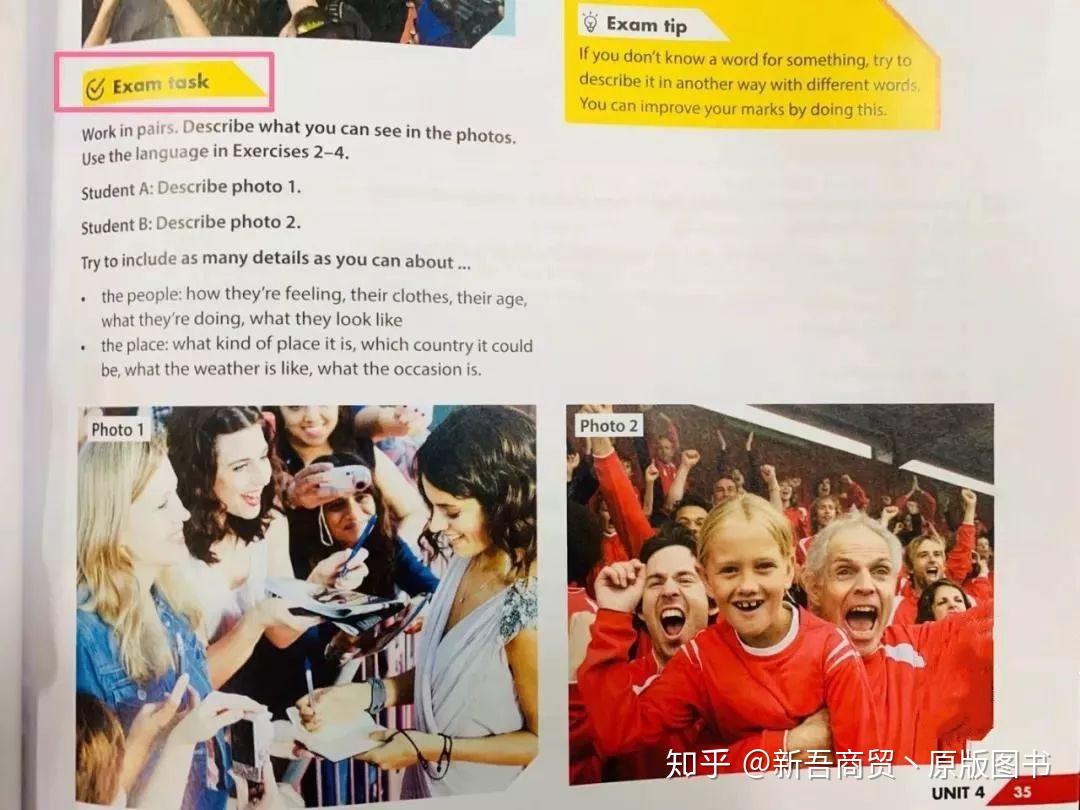 Exam task
Work in pairs. Describe what you can see in the photos.
Use the language in Exercises 2–4.
Student A: Describe photo 1.
Student B: Describe photo 2.
Try to include as many details as you can about ...
• the people: how they're feeling, their clothes, their age,
what they're doing, what they look like
• the place: what kind of place it is, which country it could
be, what the weather is like, what the occasion is.
Exam tip
If you don't know a word for something, try to
describe it in another way with different words.
You can improve your marks by doing this.
Photo 1
Photo 2
知乎 @新吾商贸丶原版图书
UNIT 4 35